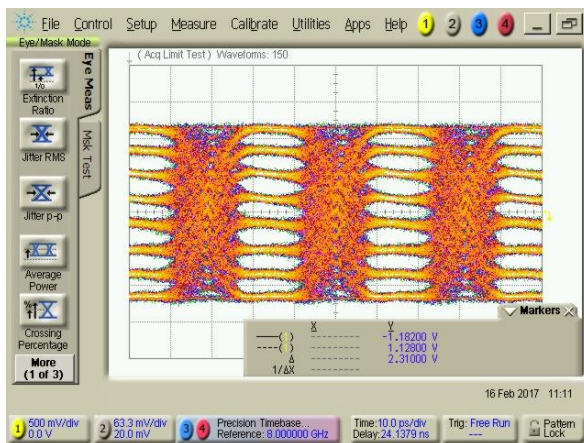 File Control Setup Measure Calibrate Utilities Apps Help 1 2 3 4
Eye/Mask Mode
(Acq Limit Test) Waveforms: 150
Eye Meas
Msk Test
Extinction
Ratio
Jitter RMS
Jitter p-p
Average
Power
Crossing
Percentage
More
(1 of 3)
Markers
X Y
-1.18200 V
1.12800 V
Δ 2.31000 V
1/ΔX
16 Feb 2017 11:11
1 500 mV/div
0.0 V
2 63.3 mV/div
20.0 mV
3 4 Precision Timebase...
Reference: 8.000000 GHz
Time:10.0 ps/div
Delay:24.1379 ns
Trig: Free Run
Pattern
Lock